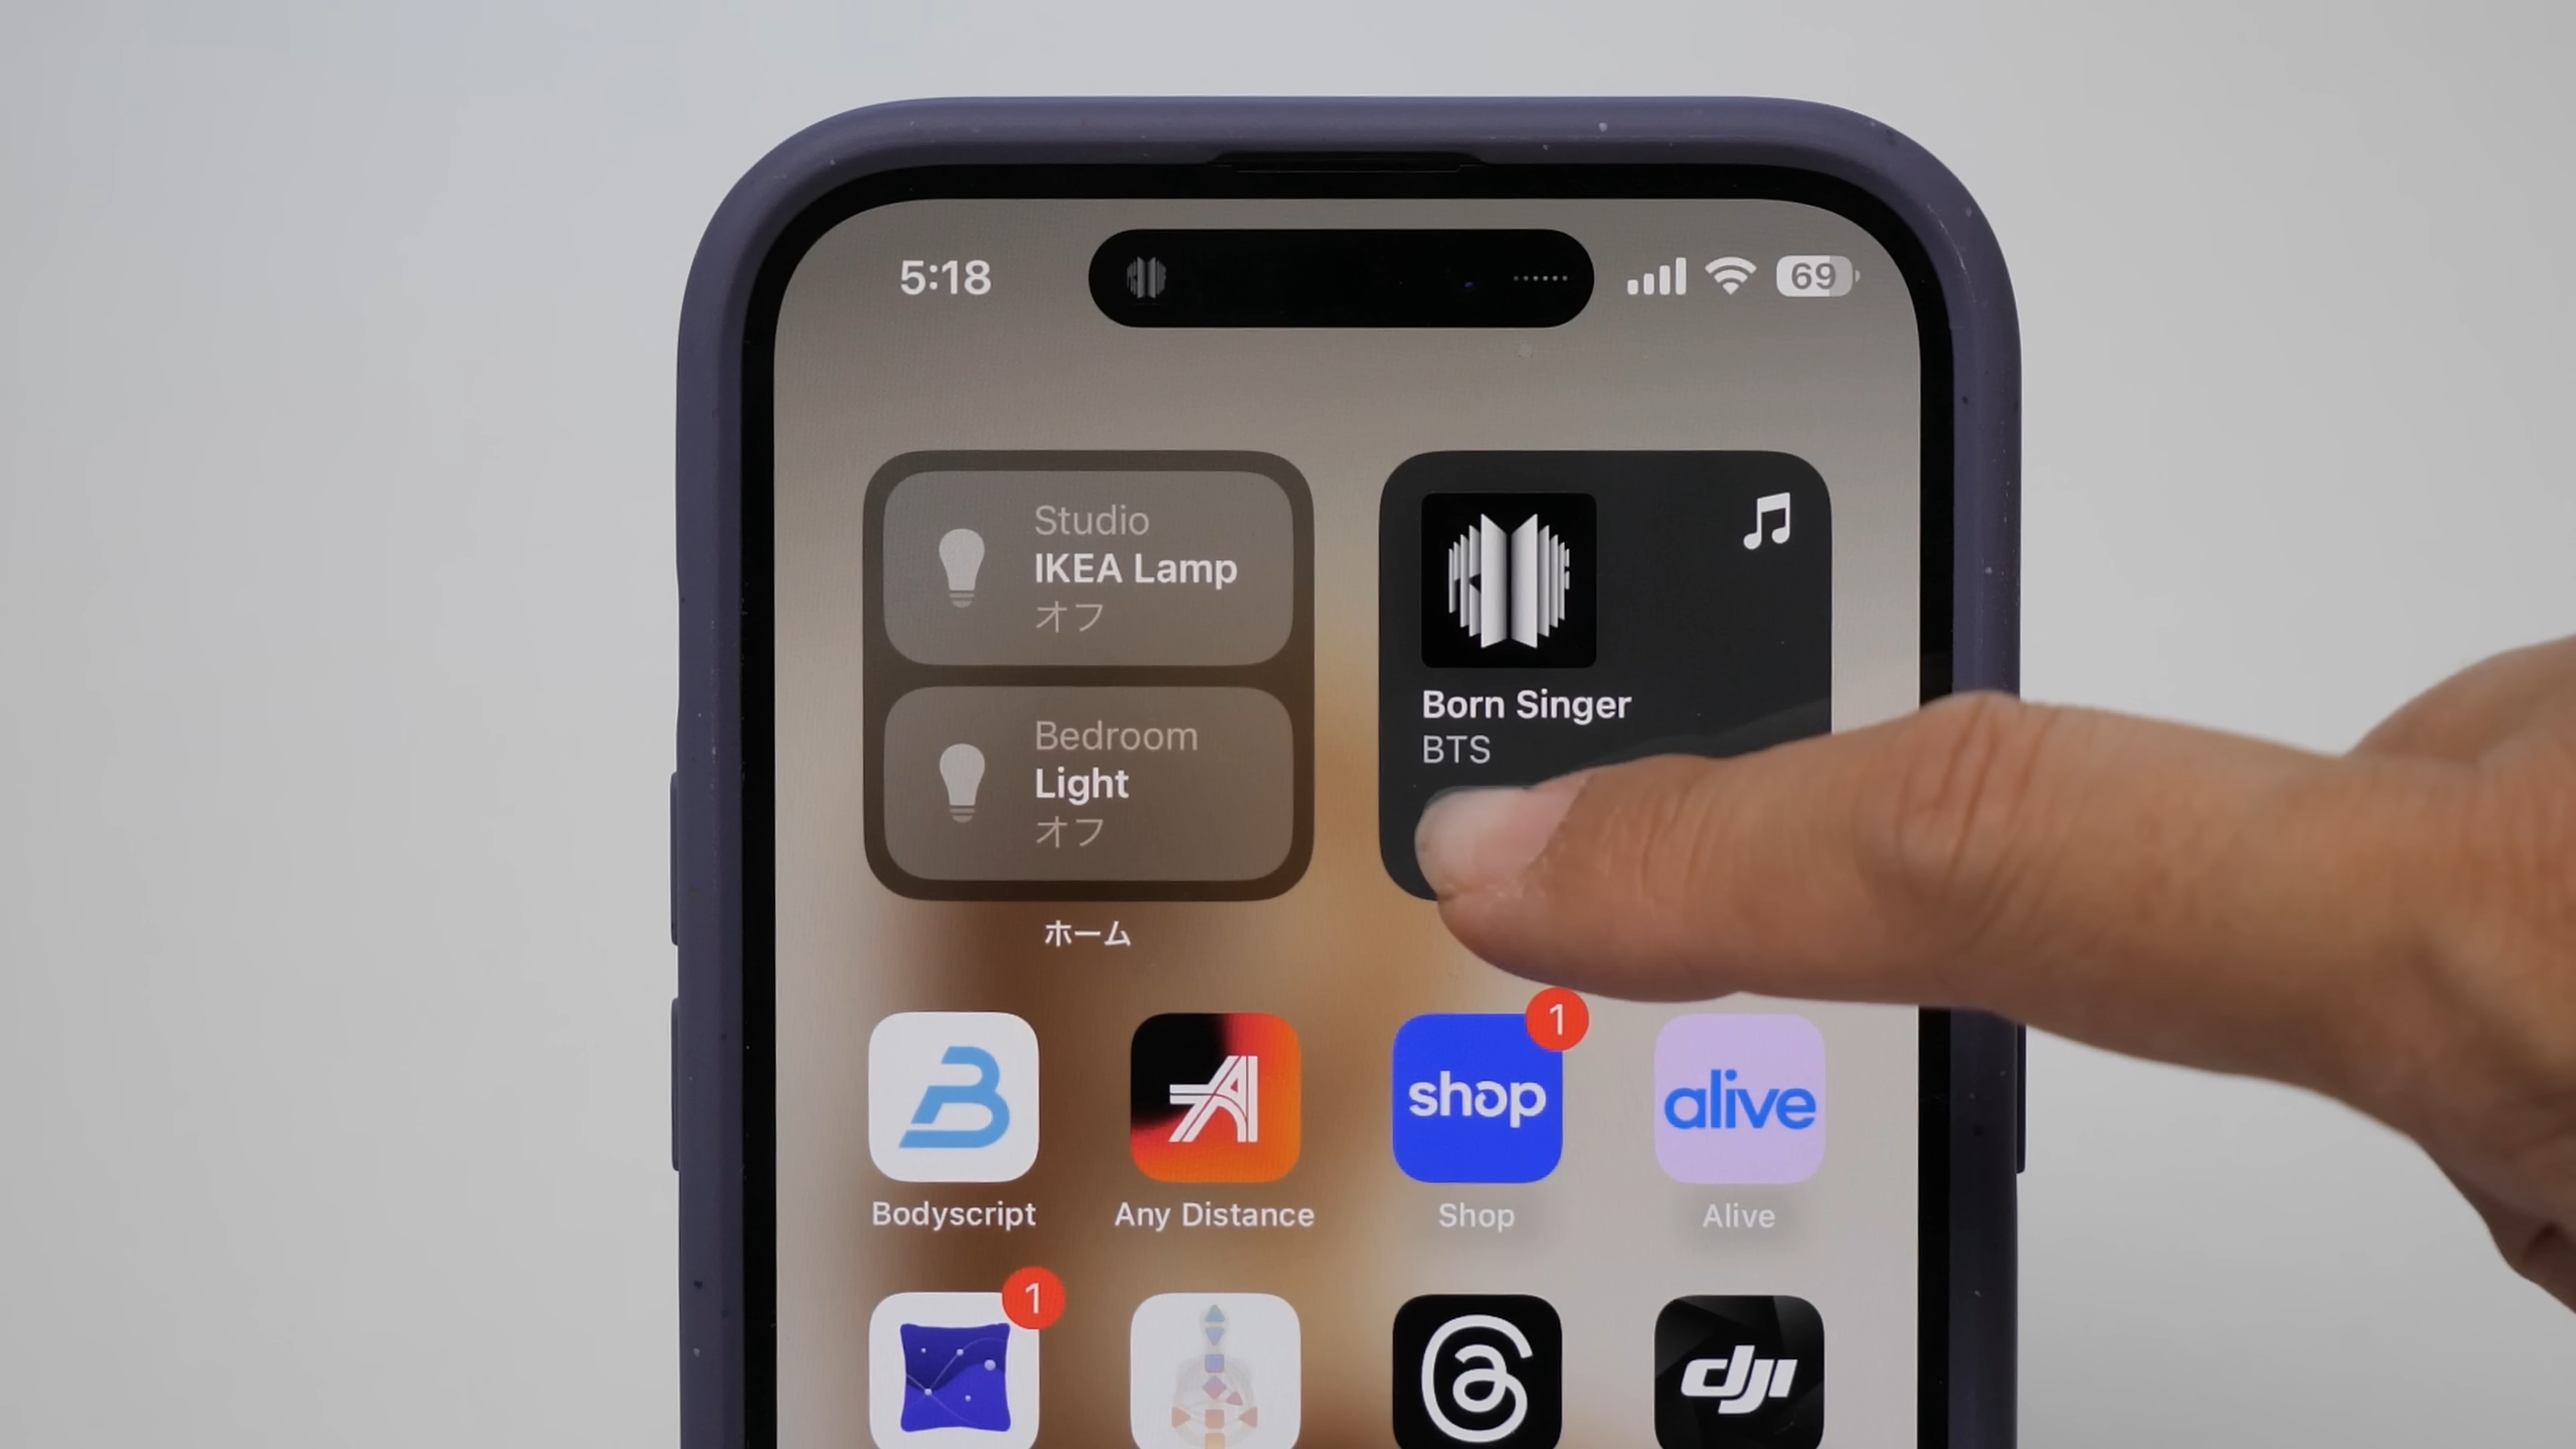 5:18
69
Studio
IKEA Lamp
オフ
Bedroom
Light
オフ
ホーム
Born Singer
BTS
1
shop
alive
Bodyscript
Any Distance
Shop
Alive
1
dji